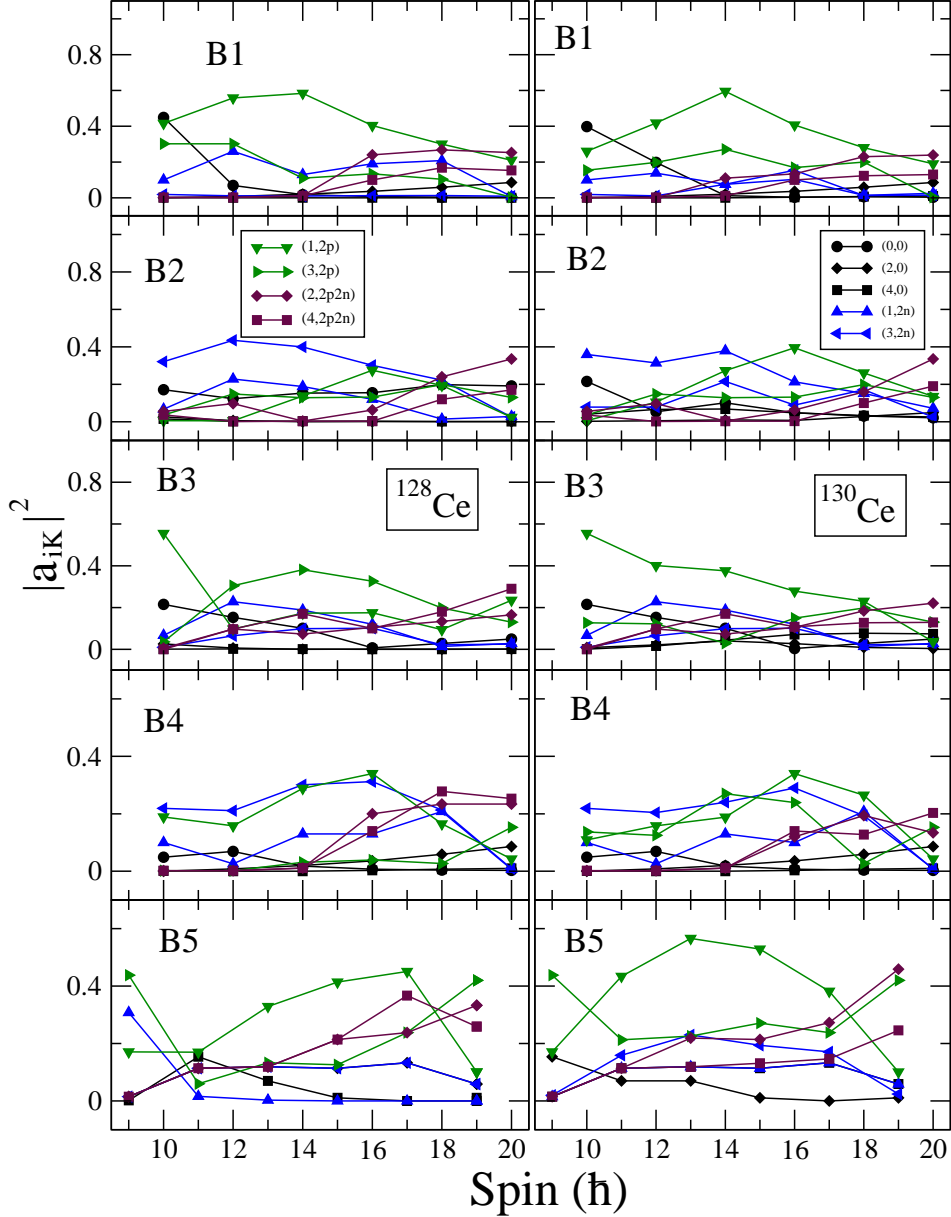 B1
B1
0.8
0.4
0
B2
B2
(1,2p)
(3,2p)
(2,2p2n)
(4,2p2n)
(0,0)
(2,0)
(4,0)
(1,2n)
(3,2n)
0.4
0
B3
B3
128Ce
130Ce
0.8
0.4
0
|a_iK|^2
B4
B4
0.4
0
B5
B5
0.4
0
10 12 14 16 18 20 10 12 14 16 18 20
Spin (ħ)